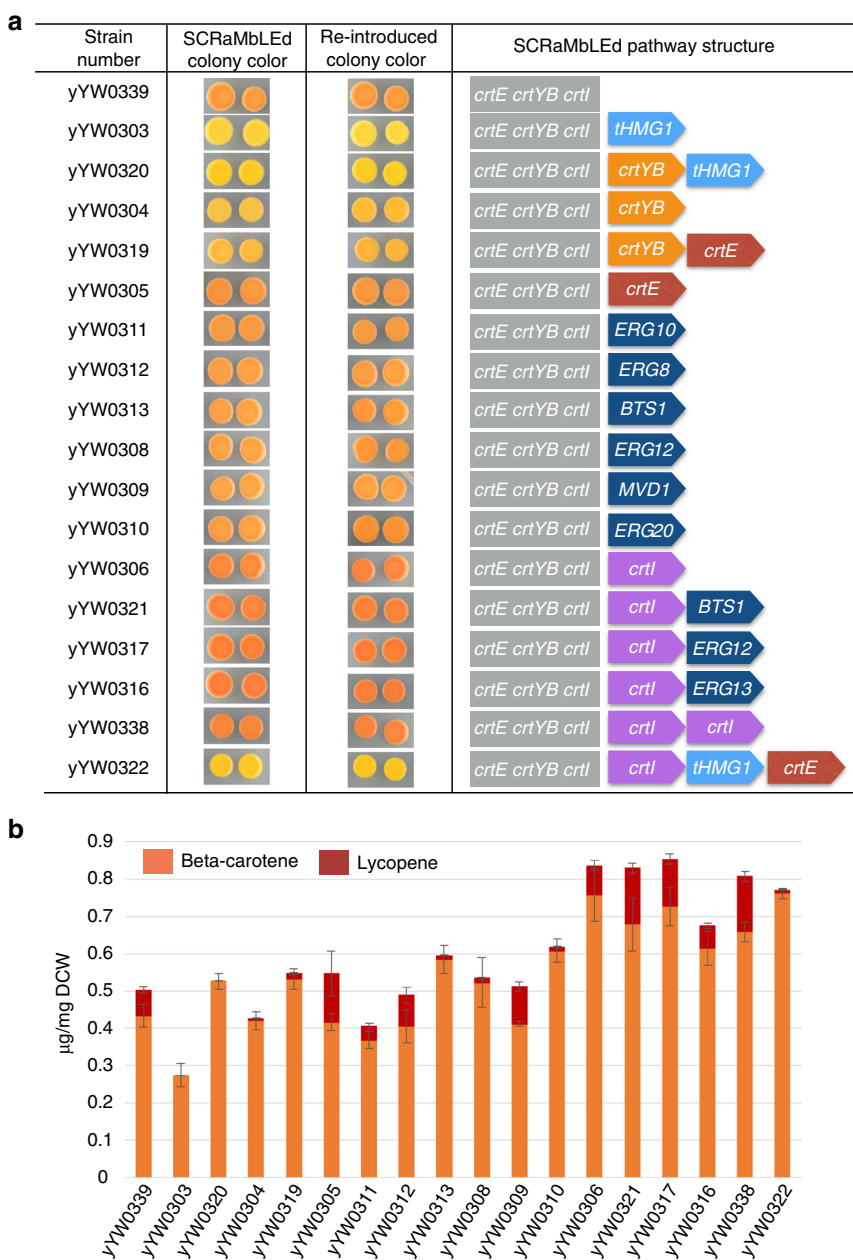 a
Strain number
SCRaMbLEd colony color
Re-introduced colony color
SCRaMbLEd pathway structure
yYW0339 crtE crtYB crtI
yYW0303 crtE crtYB crtI tHMG1
yYW0320 crtE crtYB crtI crtYB tHMG1
yYW0304 crtE crtYB crtI crtYB
yYW0319 crtE crtYB crtI crtYB crtE
yYW0305 crtE crtYB crtI crtE
yYW0311 crtE crtYB crtI ERG10
yYW0312 crtE crtYB crtI ERG8
yYW0313 crtE crtYB crtI BTS1
yYW0308 crtE crtYB crtI ERG12
yYW0309 crtE crtYB crtI MVD1
yYW0310 crtE crtYB crtI ERG20
yYW0306 crtE crtYB crtI crtI
yYW0321 crtE crtYB crtI crtI BTS1
yYW0317 crtE crtYB crtI crtI ERG12
yYW0316 crtE crtYB crtI crtI ERG13
yYW0338 crtE crtYB crtI crtI crtI
yYW0322 crtE crtYB crtI crtI tHMG1 crtE
b
Beta-carotene Lycopene
µg/mg DCW
0.9
0.8
0.7
0.6
0.5
0.4
0.3
0.2
0.1
0
yYW0339
yYW0303
yYW0320
yYW0304
yYW0319
yYW0305
yYW0311
yYW0312
yYW0313
yYW0308
yYW0309
yYW0310
yYW0306
yYW0321
yYW0317
yYW0316
yYW0338
yYW0322